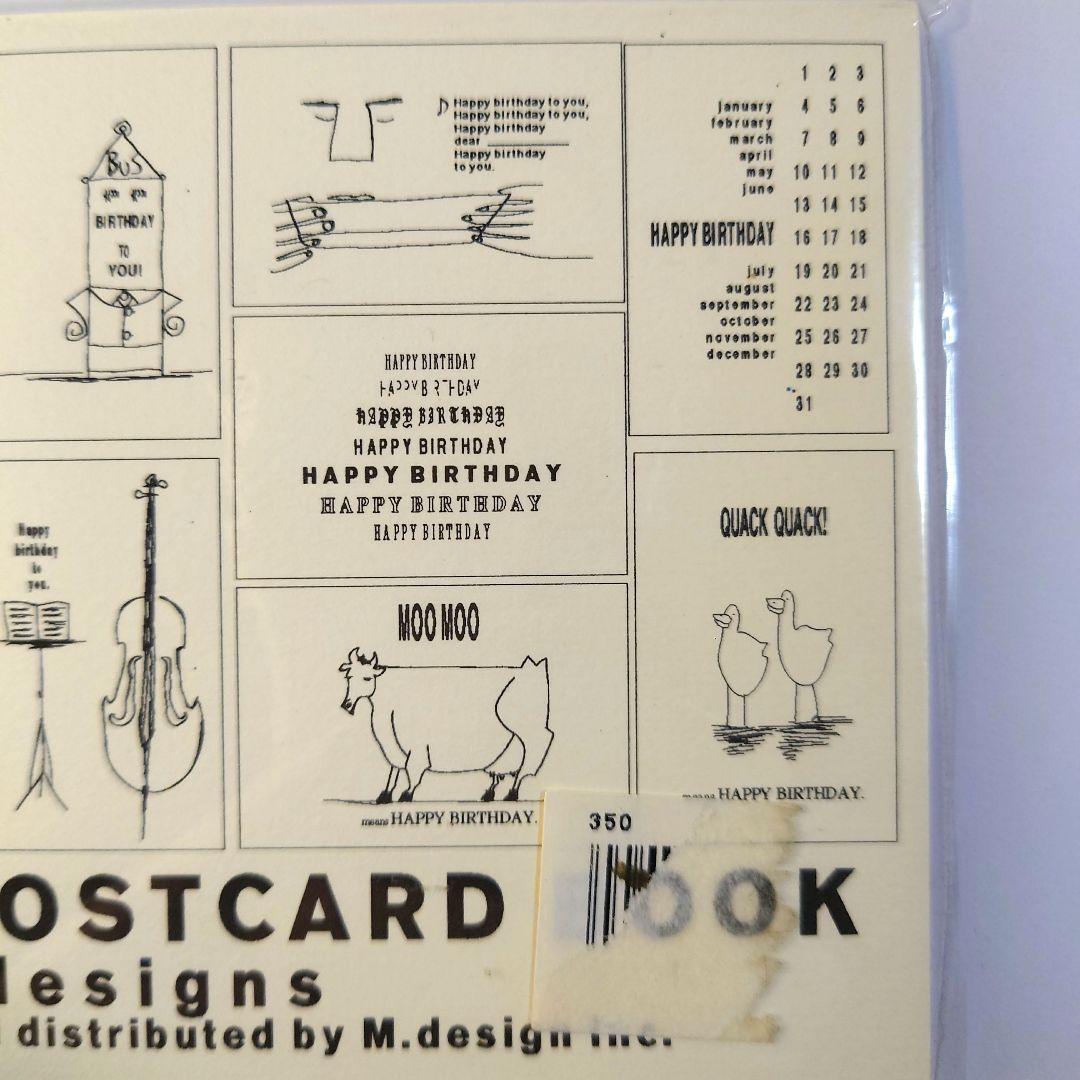 BUS
BIRTHDAY
TO
YOU!
Happy birthday to you,
Happy birthday to you,
Happy birthday
dear ____________
Happy birthday
to you.
1 2 3
january 4 5 6
february
march 7 8 9
april
may 10 11 12
june
13 14 15
HAPPY BIRTHDAY 16 17 18
july 19 20 21
august
september 22 23 24
october
november 25 26 27
december
28 29 30
31
HAPPY BIRTHDAY
HAPPY BIRTHDAY
HAPPY BIRTHDAY
HAPPY BIRTHDAY
HAPPY BIRTHDAY
HAPPY BIRTHDAY
HAPPY BIRTHDAY
Happy
birthday
to
you.
MOO MOO
means HAPPY BIRTHDAY.
QUACK QUACK!
means HAPPY BIRTHDAY.
350
OSTCARD OOK
designs
distributed by M.design inc.